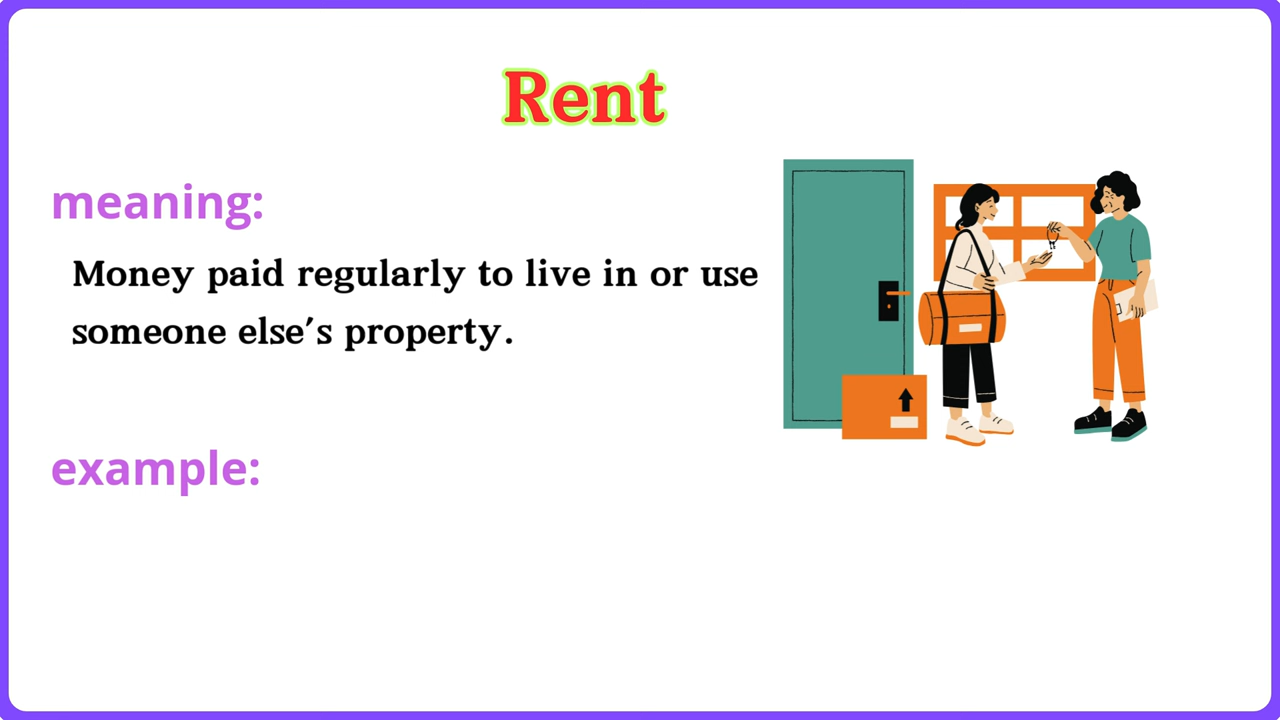 Rent
meaning:
Money paid regularly to live in or use
someone else's property.
example: